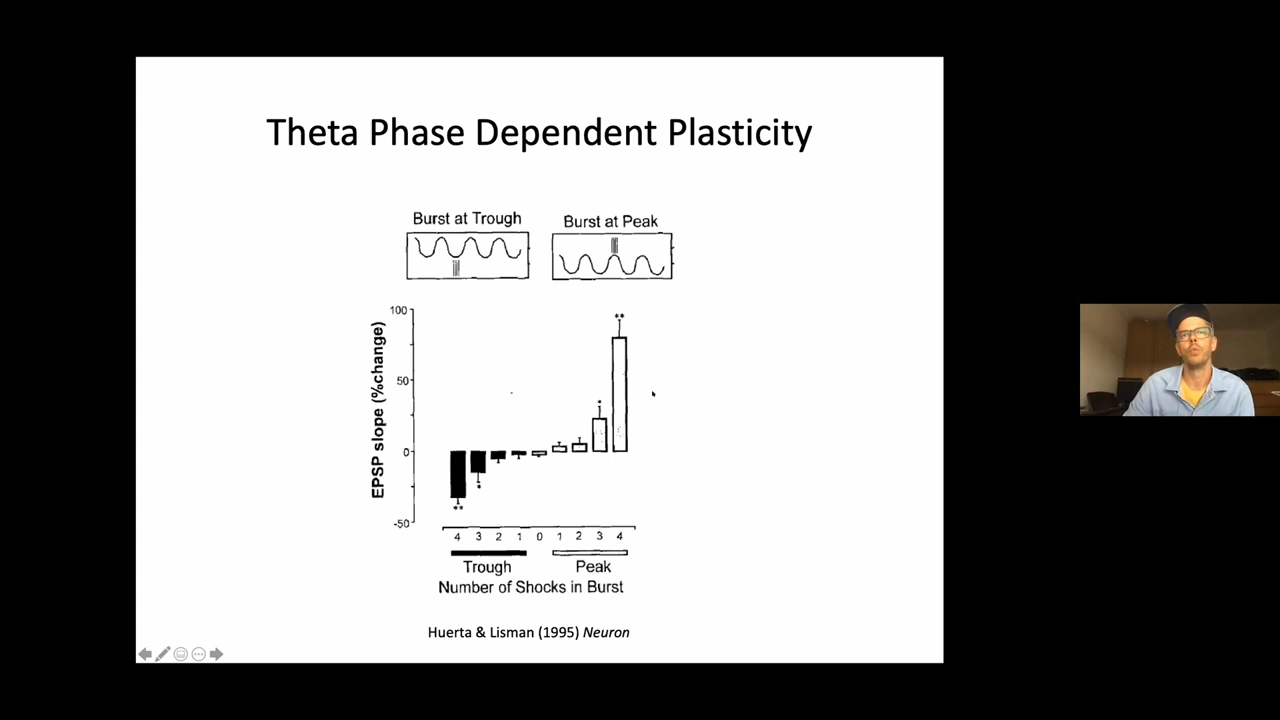 Theta Phase Dependent Plasticity
Burst at Trough
Burst at Peak
EPSP slope (%change)
100
50
0
-50
**
*
*
**
4 3 2 1 0 1 2 3 4
Trough
Peak
Number of Shocks in Burst
Huerta & Lisman (1995) Neuron